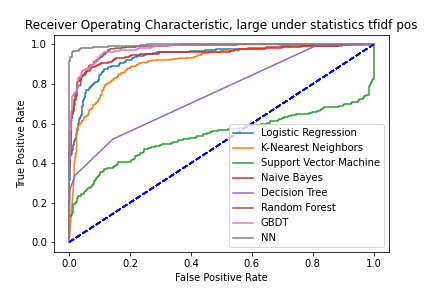 Receiver Operating Characteristic, large under statistics tfidf pos
1.0
0.8
0.6
0.4
0.2
0.0
True Positive Rate
Logistic Regression
K-Nearest Neighbors
Support Vector Machine
Naive Bayes
Decision Tree
Random Forest
GBDT
NN
0.0 0.2 0.4 0.6 0.8 1.0
False Positive Rate